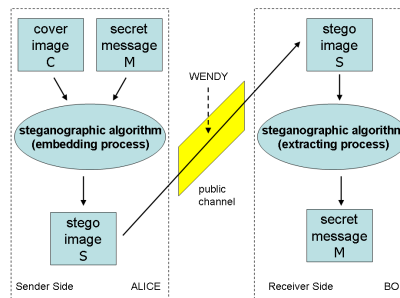 cover
image
C
secret
message
M
steganographic algorithm
(embedding process)
stego
image
S
Sender Side
ALICE
WENDY
public
channel
stego
image
S
steganographic algorithm
(extracting process)
secret
message
M
Receiver Side
BO